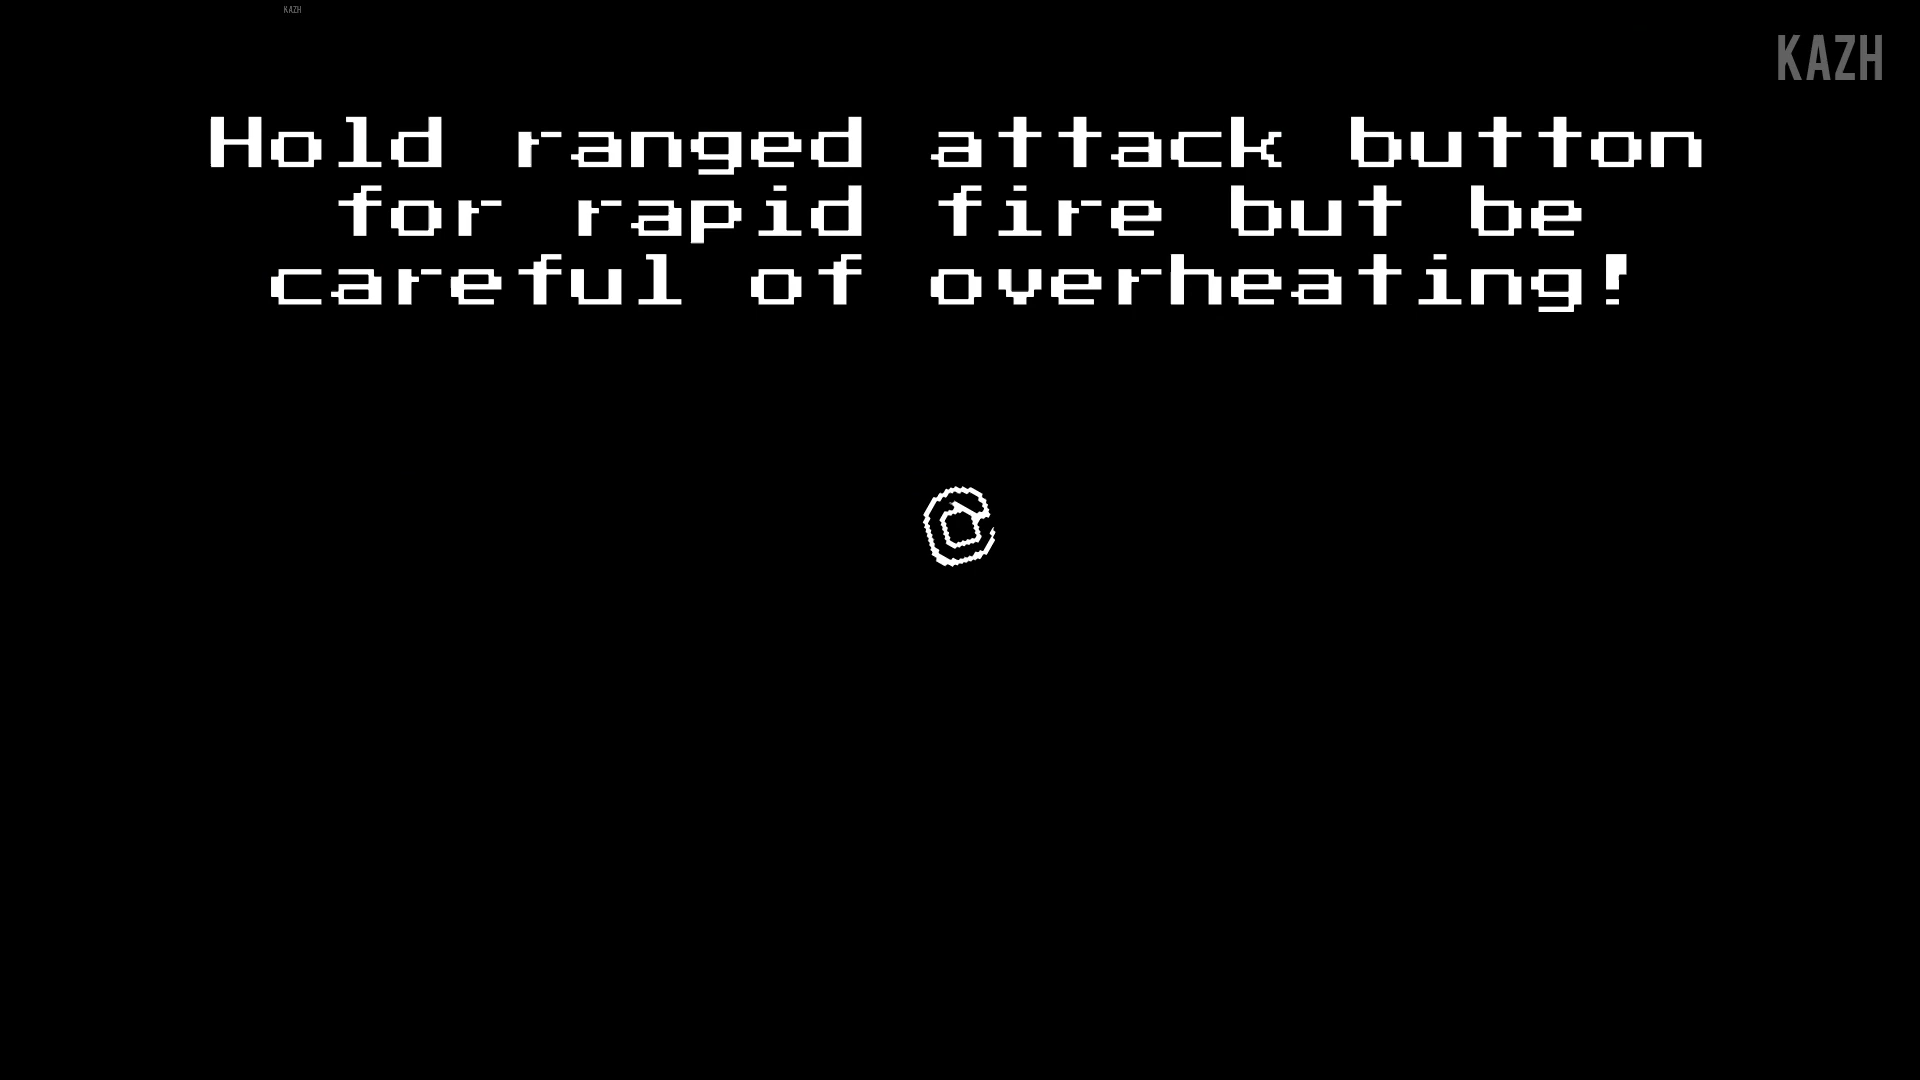 KAZH
KAZH
Hold ranged attack button
for rapid fire but be
careful of overheating!